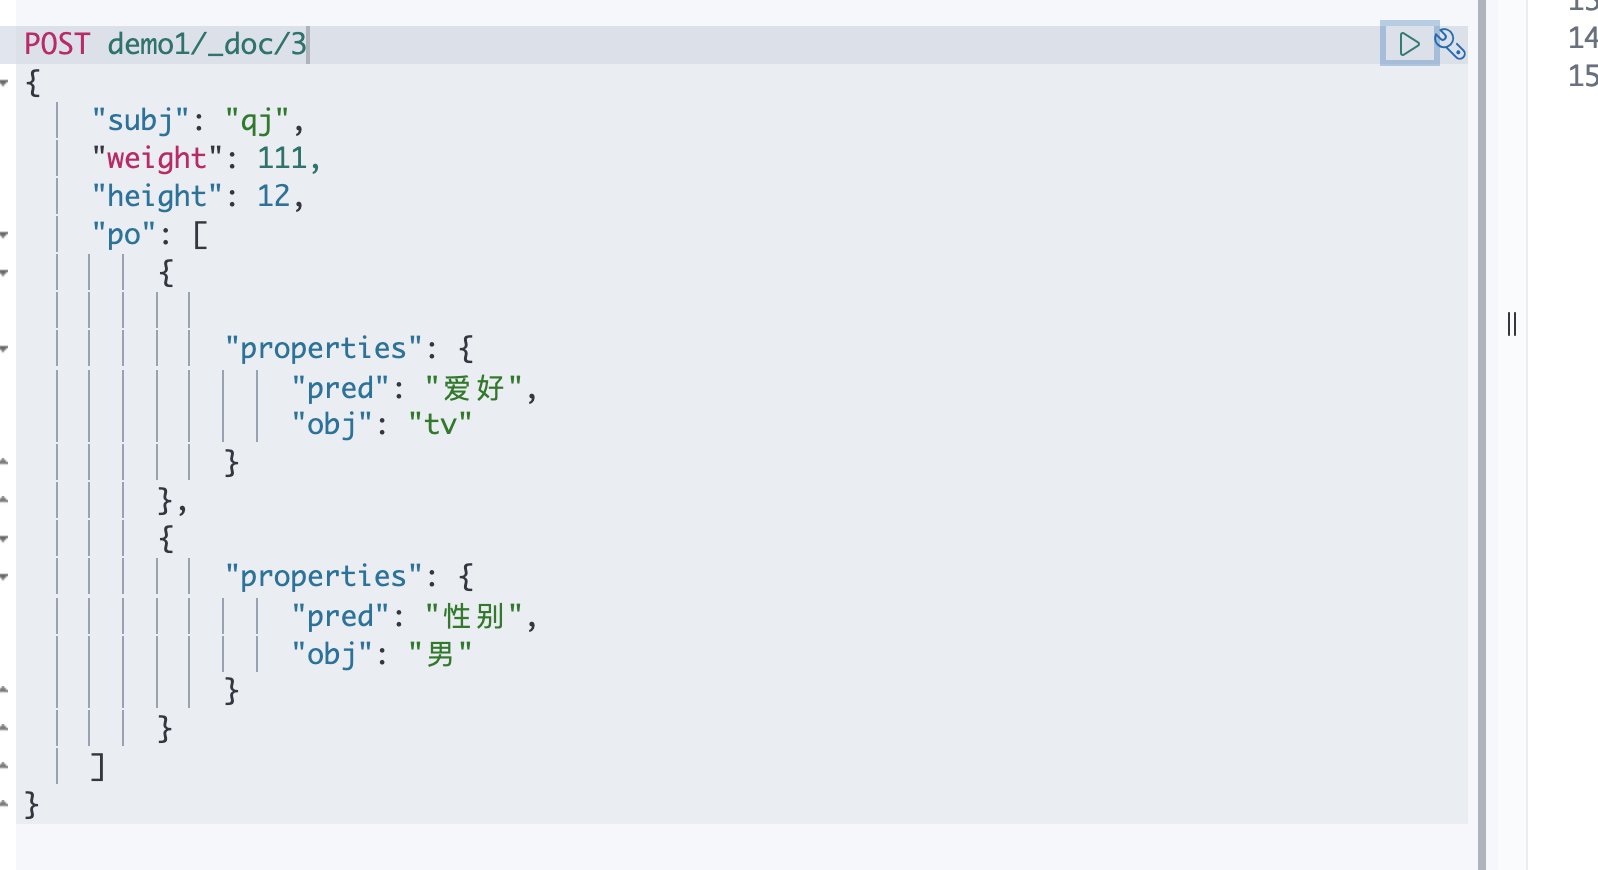 POST demo1/_doc/3
{
"subj": "qj",
"weight": 111,
"height": 12,
"po": [
{
"properties": {
"pred": "爱好",
"obj": "tv"
}
},
{
"properties": {
"pred": "性别",
"obj": "男"
}
}
]
}
14
15